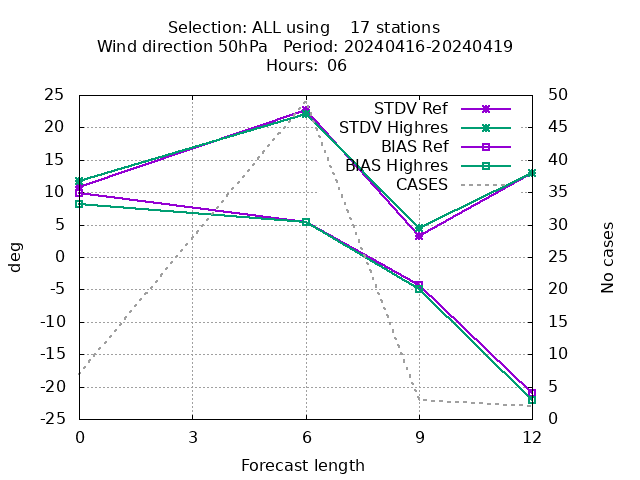 Selection: ALL using    17 stations
Wind direction 50hPa   Period: 20240416-20240419
Hours: 06
STDV Ref
STDV Highres
BIAS Ref
BIAS Highres
CASES
deg
25
20
15
10
5
0
-5
-10
-15
-20
-25
50
45
40
35
30
25
20
15
10
5
0
No cases
0 3 6 9 12
Forecast length